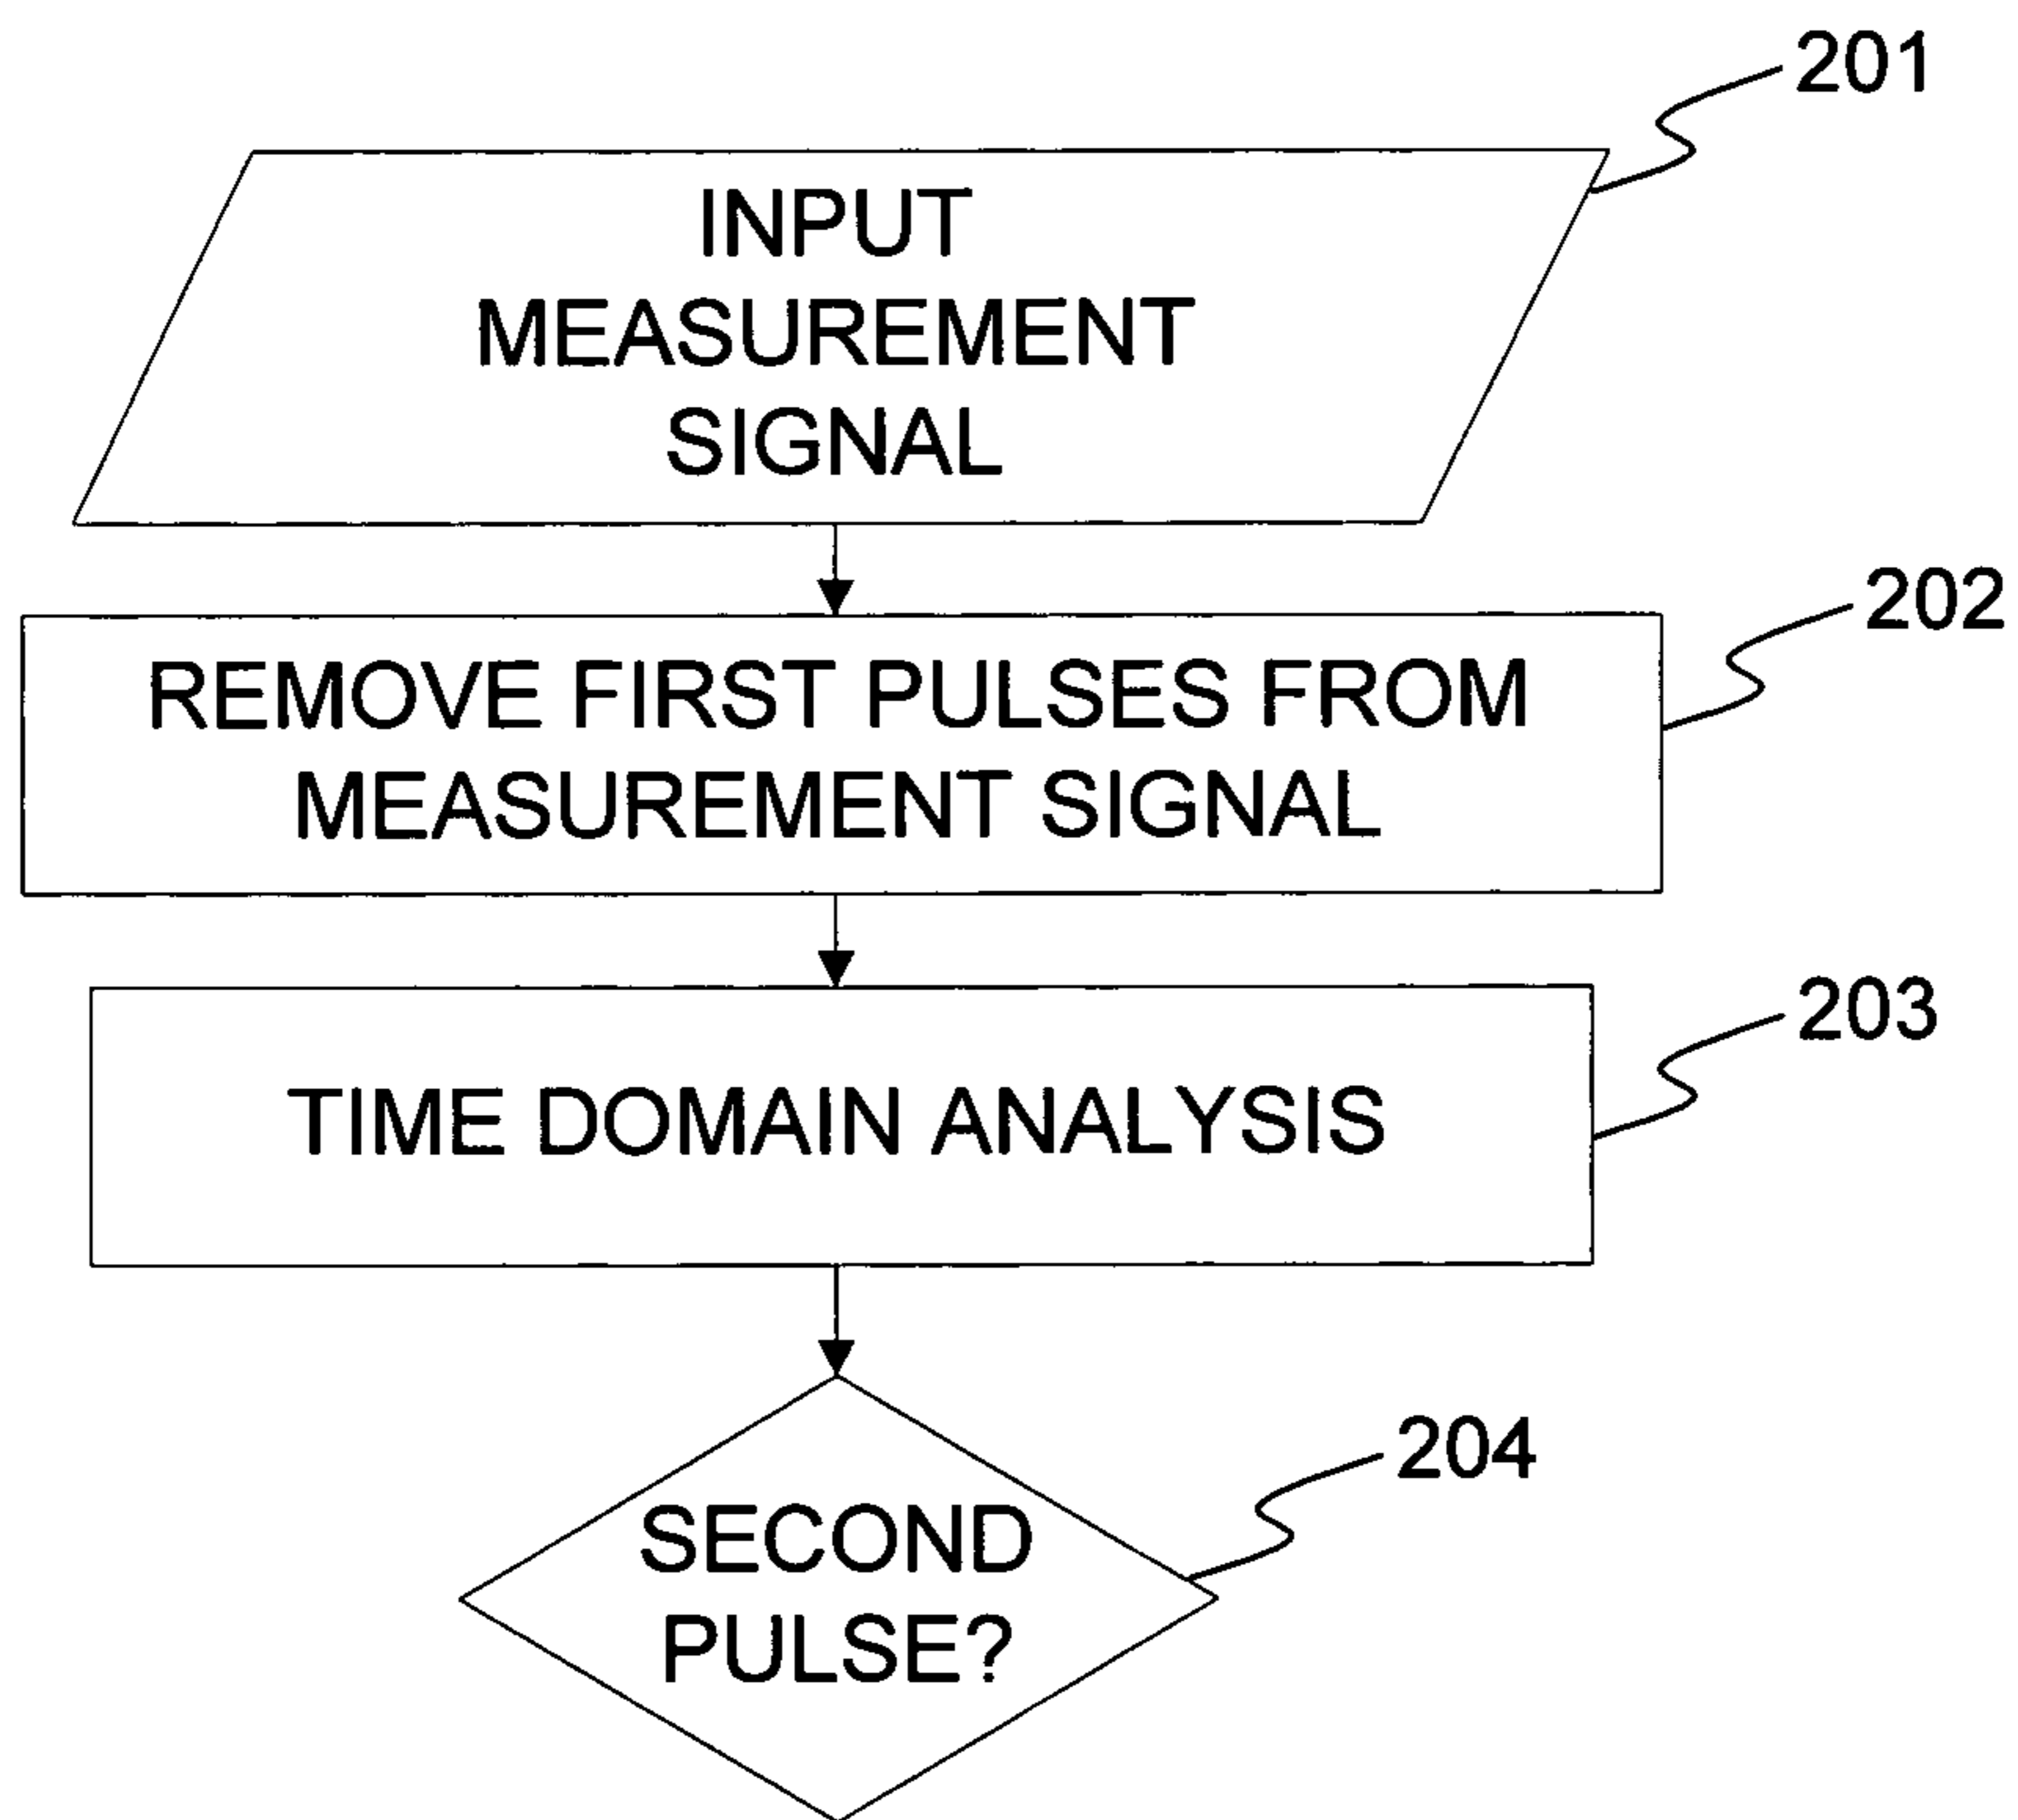 201
INPUT
MEASUREMENT
SIGNAL
202
REMOVE FIRST PULSES FROM
MEASUREMENT SIGNAL
203
TIME DOMAIN ANALYSIS
204
SECOND
PULSE?